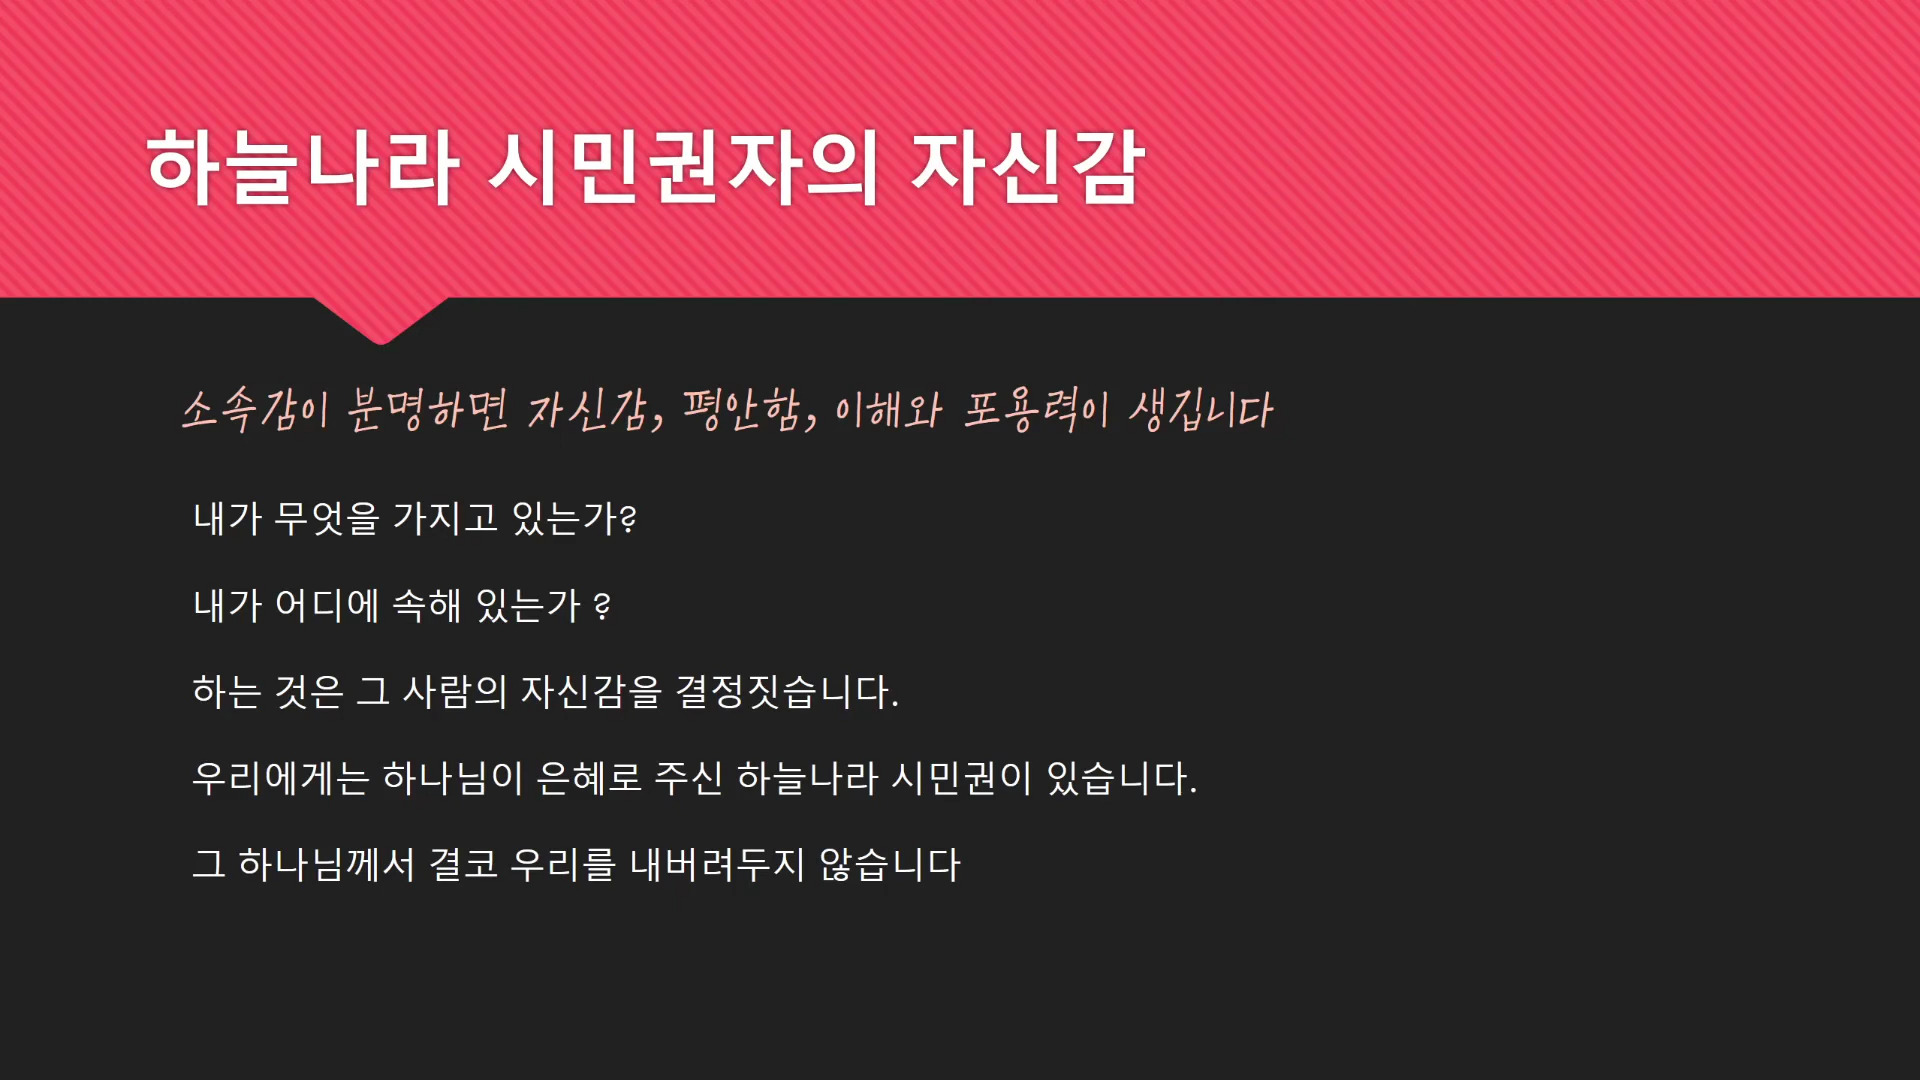 하늘나라 시민권자의 자신감
소속감이 분명하면 자신감, 평안함, 이해와 포용력이 생깁니다
내가 무엇을 가지고 있는가?
내가 어디에 속해 있는가 ?
하는 것은 그 사람의 자신감을 결정짓습니다.
우리에게는 하나님이 은혜로 주신 하늘나라 시민권이 있습니다.
그 하나님께서 결코 우리를 내버려두지 않습니다